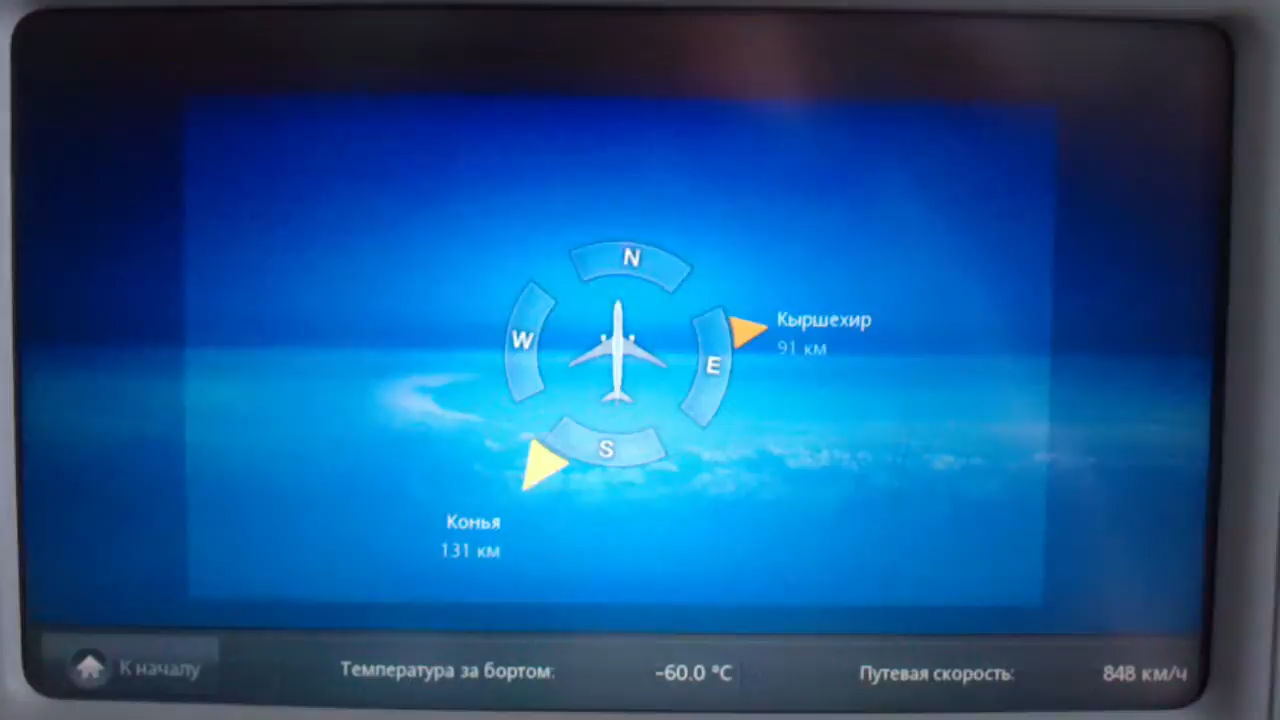 N
W
E
S
Кыршехир
91 км
Конья
131 км
К началу
Температура за бортом: -60.0 °C
Путевая скорость: 848 км/ч